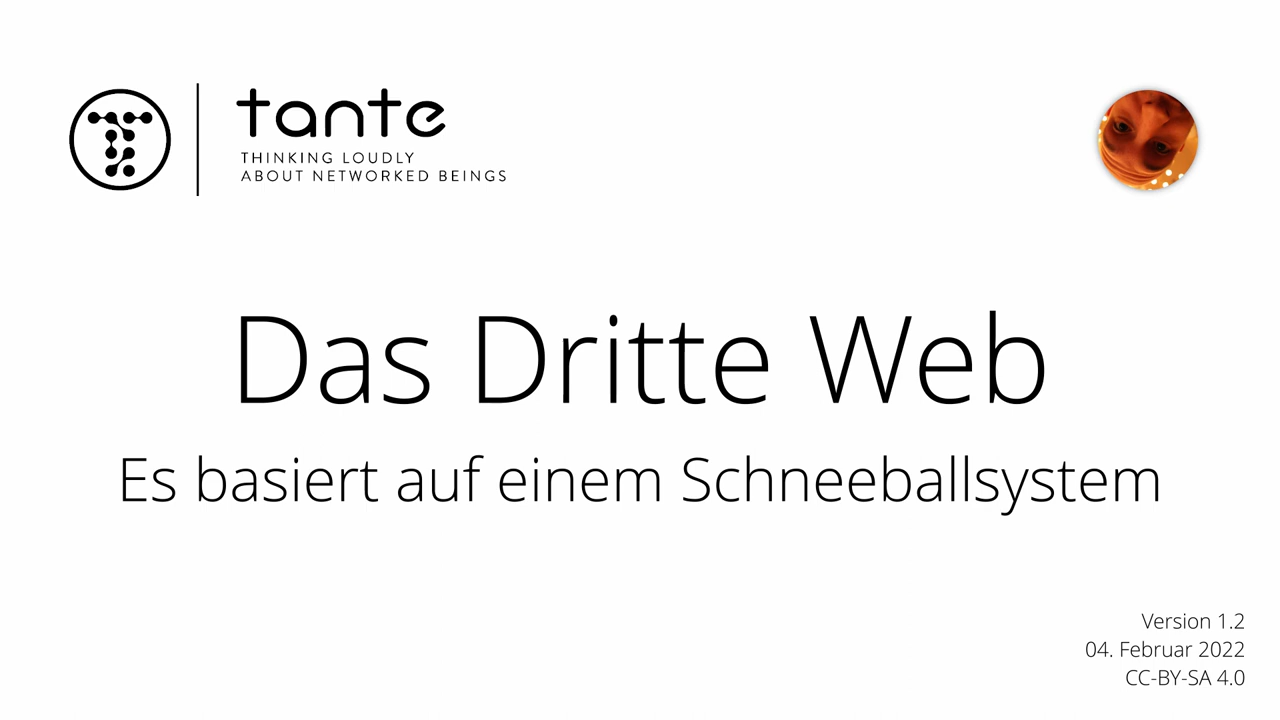 tante
THINKING LOUDLY
ABOUT NETWORKED BEINGS
Das Dritte Web
Es basiert auf einem Schneeballsystem
Version 1.2
04. Februar 2022
CC-BY-SA 4.0